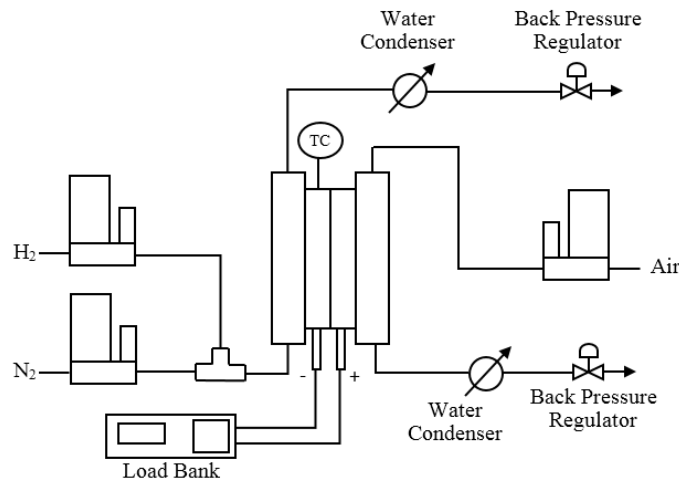 Water
Condenser
Back Pressure
Regulator
TC
H₂
Air
N₂
-
+
Load Bank
Water
Condenser
Back Pressure
Regulator